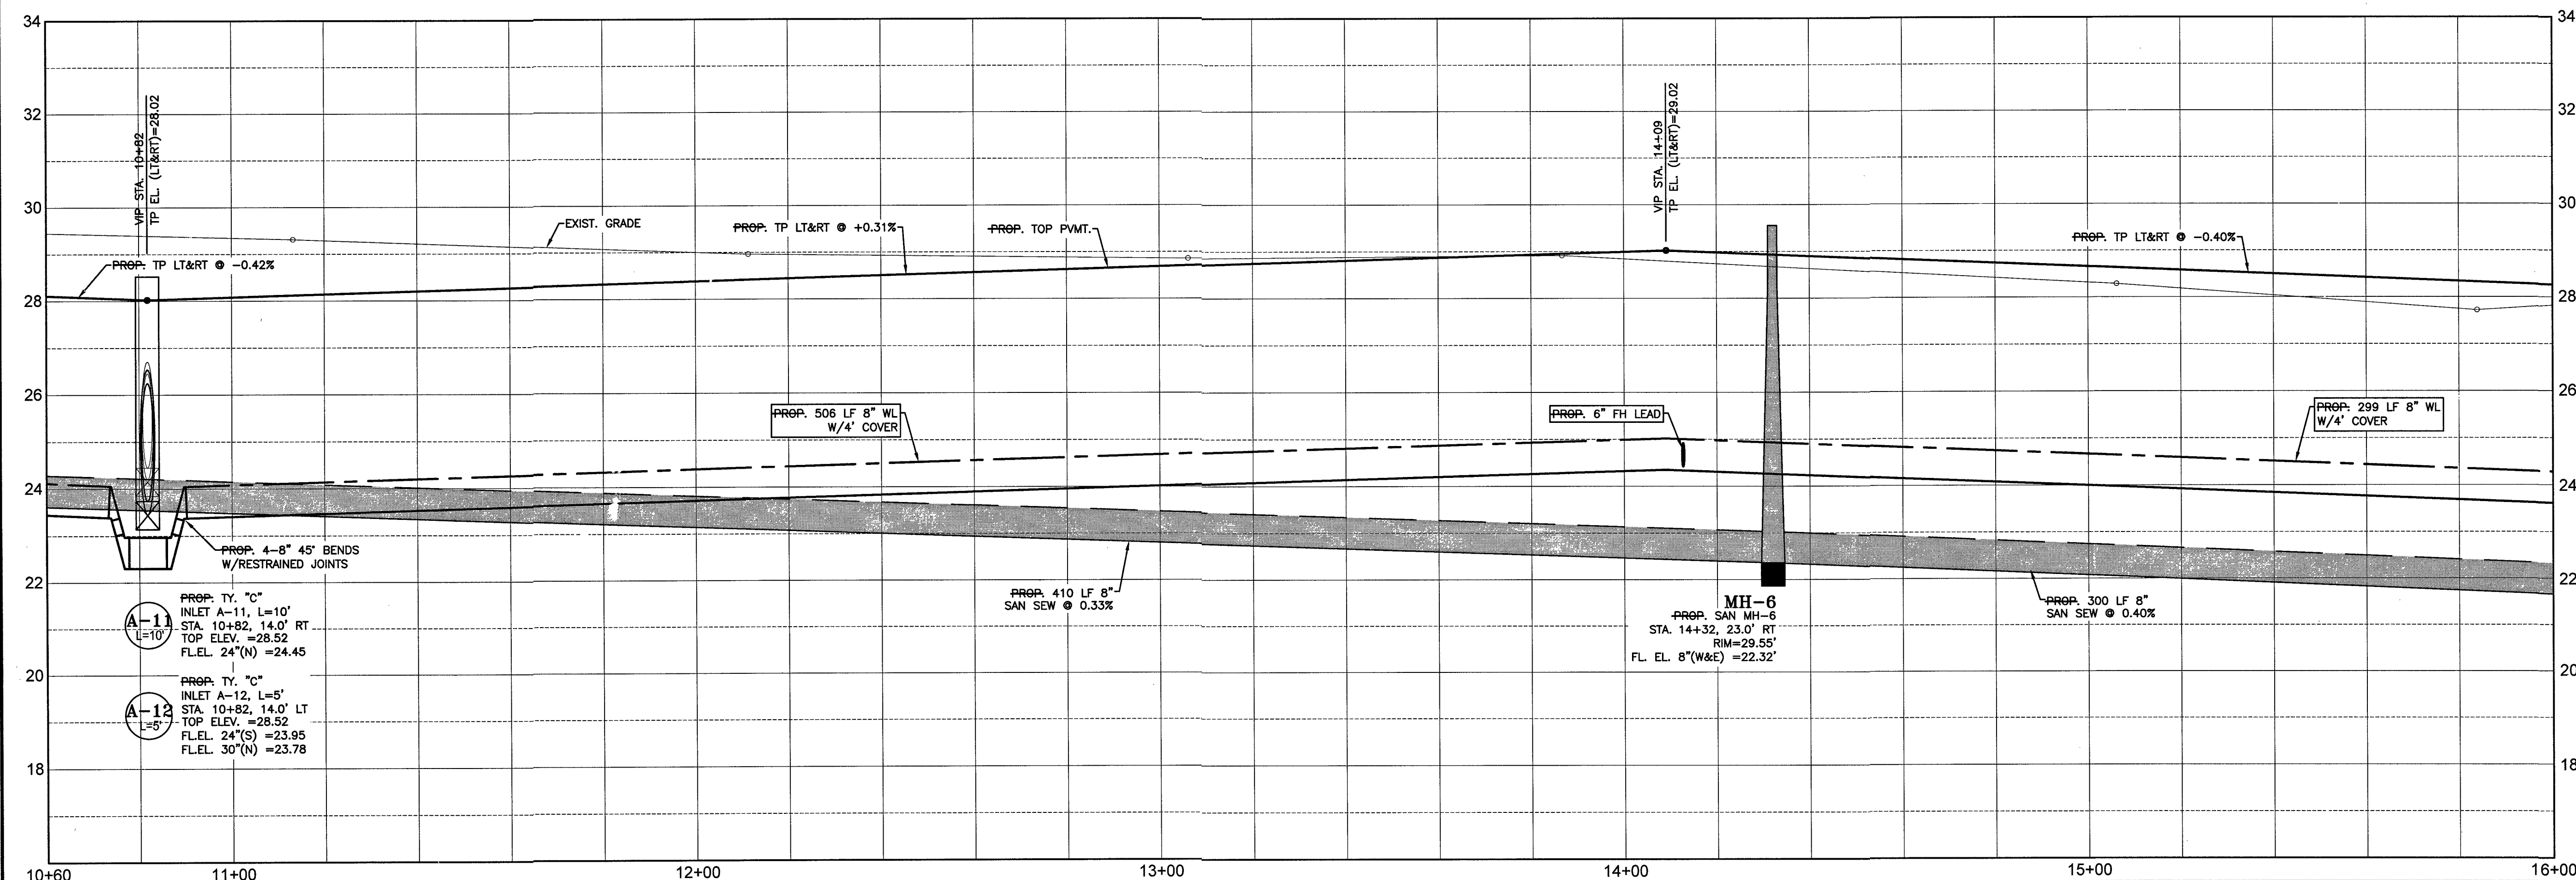 34
34
32
32
30
30
28
28
26
26
24
24
22
22
20
20
18
18
VIP STA. 10+82
TP EL. (LT&RT)=28.02
VIP STA. 14+09
TP EL. (LT&RT)=29.02
EXIST. GRADE
PROP. TP LT&RT @ +0.31%
PROP. TOP PVMT.
PROP. TP LT&RT @ -0.40%
PROP. TP LT&RT @ -0.42%
PROP. 506 LF 8" WL
W/4' COVER
PROP. 6" FH LEAD
PROP. 299 LF 8" WL
W/4' COVER
PROP. 4-8" 45° BENDS
W/RESTRAINED JOINTS
PROP. 410 LF 8"
SAN SEW @ 0.33%
MH-6
PROP. SAN MH-6
STA. 14+32, 23.0' RT
RIM=29.55'
FL. EL. 8"(W&E) =22.32'
PROP. 300 LF 8"
SAN SEW @ 0.40%
A-11
L=10'
PROP. TY. "C"
INLET A-11, L=10'
STA. 10+82, 14.0' RT
TOP ELEV. =28.52
FL.EL. 24"(N) =24.45
A-12
L=5'
PROP. TY. "C"
INLET A-12, L=5'
STA. 10+82, 14.0' LT
TOP ELEV. =28.52
FL.EL. 24"(S) =23.95
FL.EL. 30"(N) =23.78
10+60
11+00
12+00
13+00
14+00
15+00
16+00